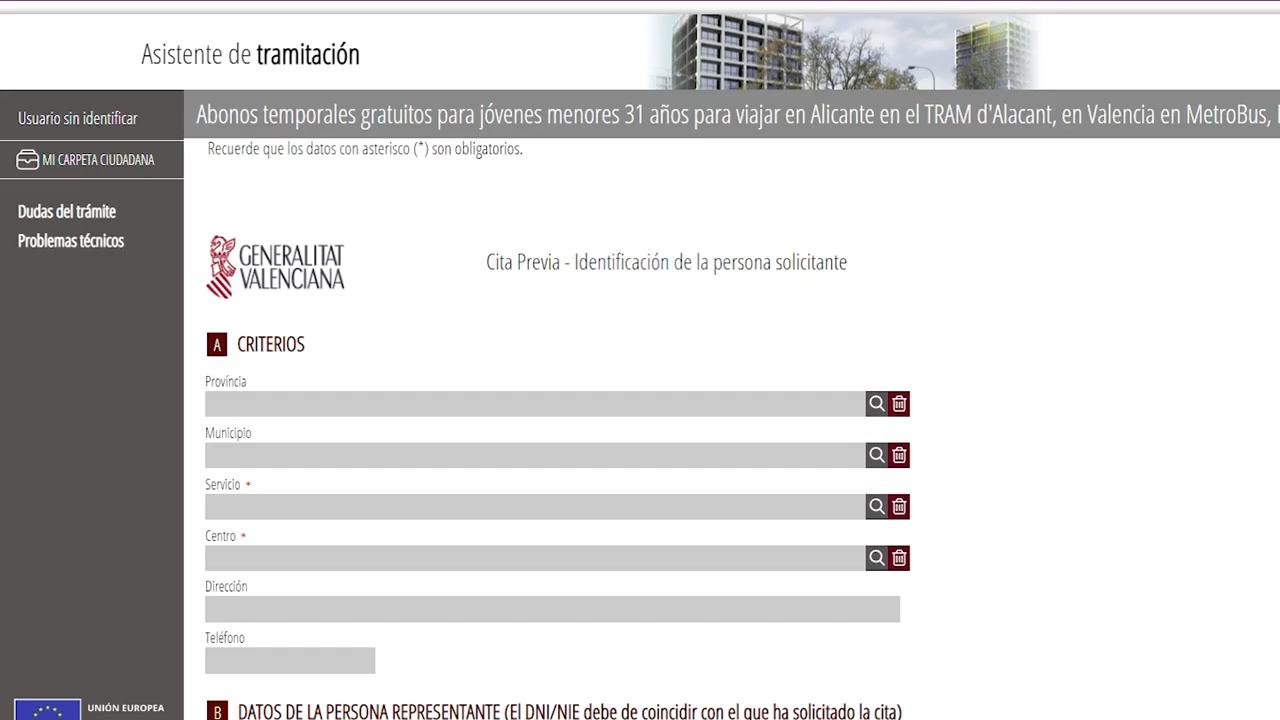 Asistente de tramitación
Usuario sin identificar
MI CARPETA CIUDADANA
Dudas del trámite
Problemas técnicos
Abonos temporales gratuitos para jóvenes menores 31 años para viajar en Alicante en el TRAM d'Alacant, en Valencia en MetroBus,
Recuerde que los datos con asterisco (*) son obligatorios.
GENERALITAT
VALENCIANA
Cita Previa - Identificación de la persona solicitante
A CRITERIOS
Província
Municipio
Servicio *
Centro *
Dirección
Teléfono
B DATOS DE LA PERSONA REPRESENTANTE (El DNI/NIE debe de coincidir con el que ha solicitado la cita)
UNIÓN EUROPEA